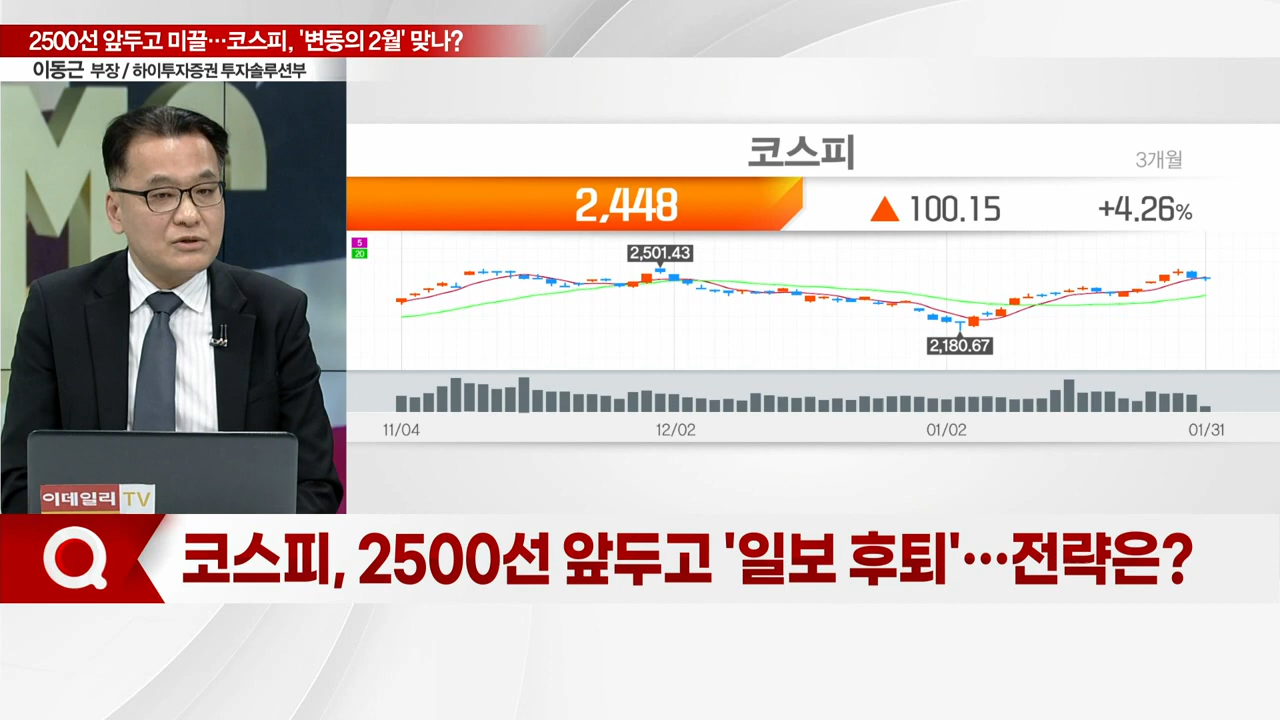 2500선 앞두고 미끌…코스피, '변동의 2월' 맞나?
이동근 부장 / 하이투자증권 투자솔루션부
코스피
3개월
2,448
▲ 100.15
+4.26%
5
20
2,501.43
2,180.67
11/04
12/02
01/02
01/31
이데일리 TV
Q
코스피, 2500선 앞두고 '일보 후퇴'…전략은?